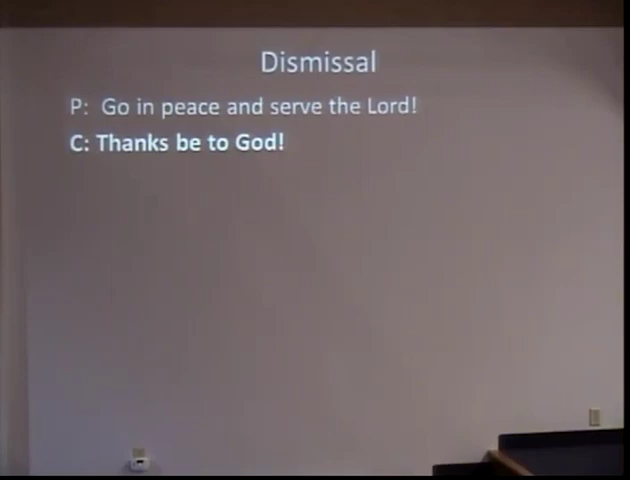 Dismissal
P: Go in peace and serve the Lord!
C: Thanks be to God!